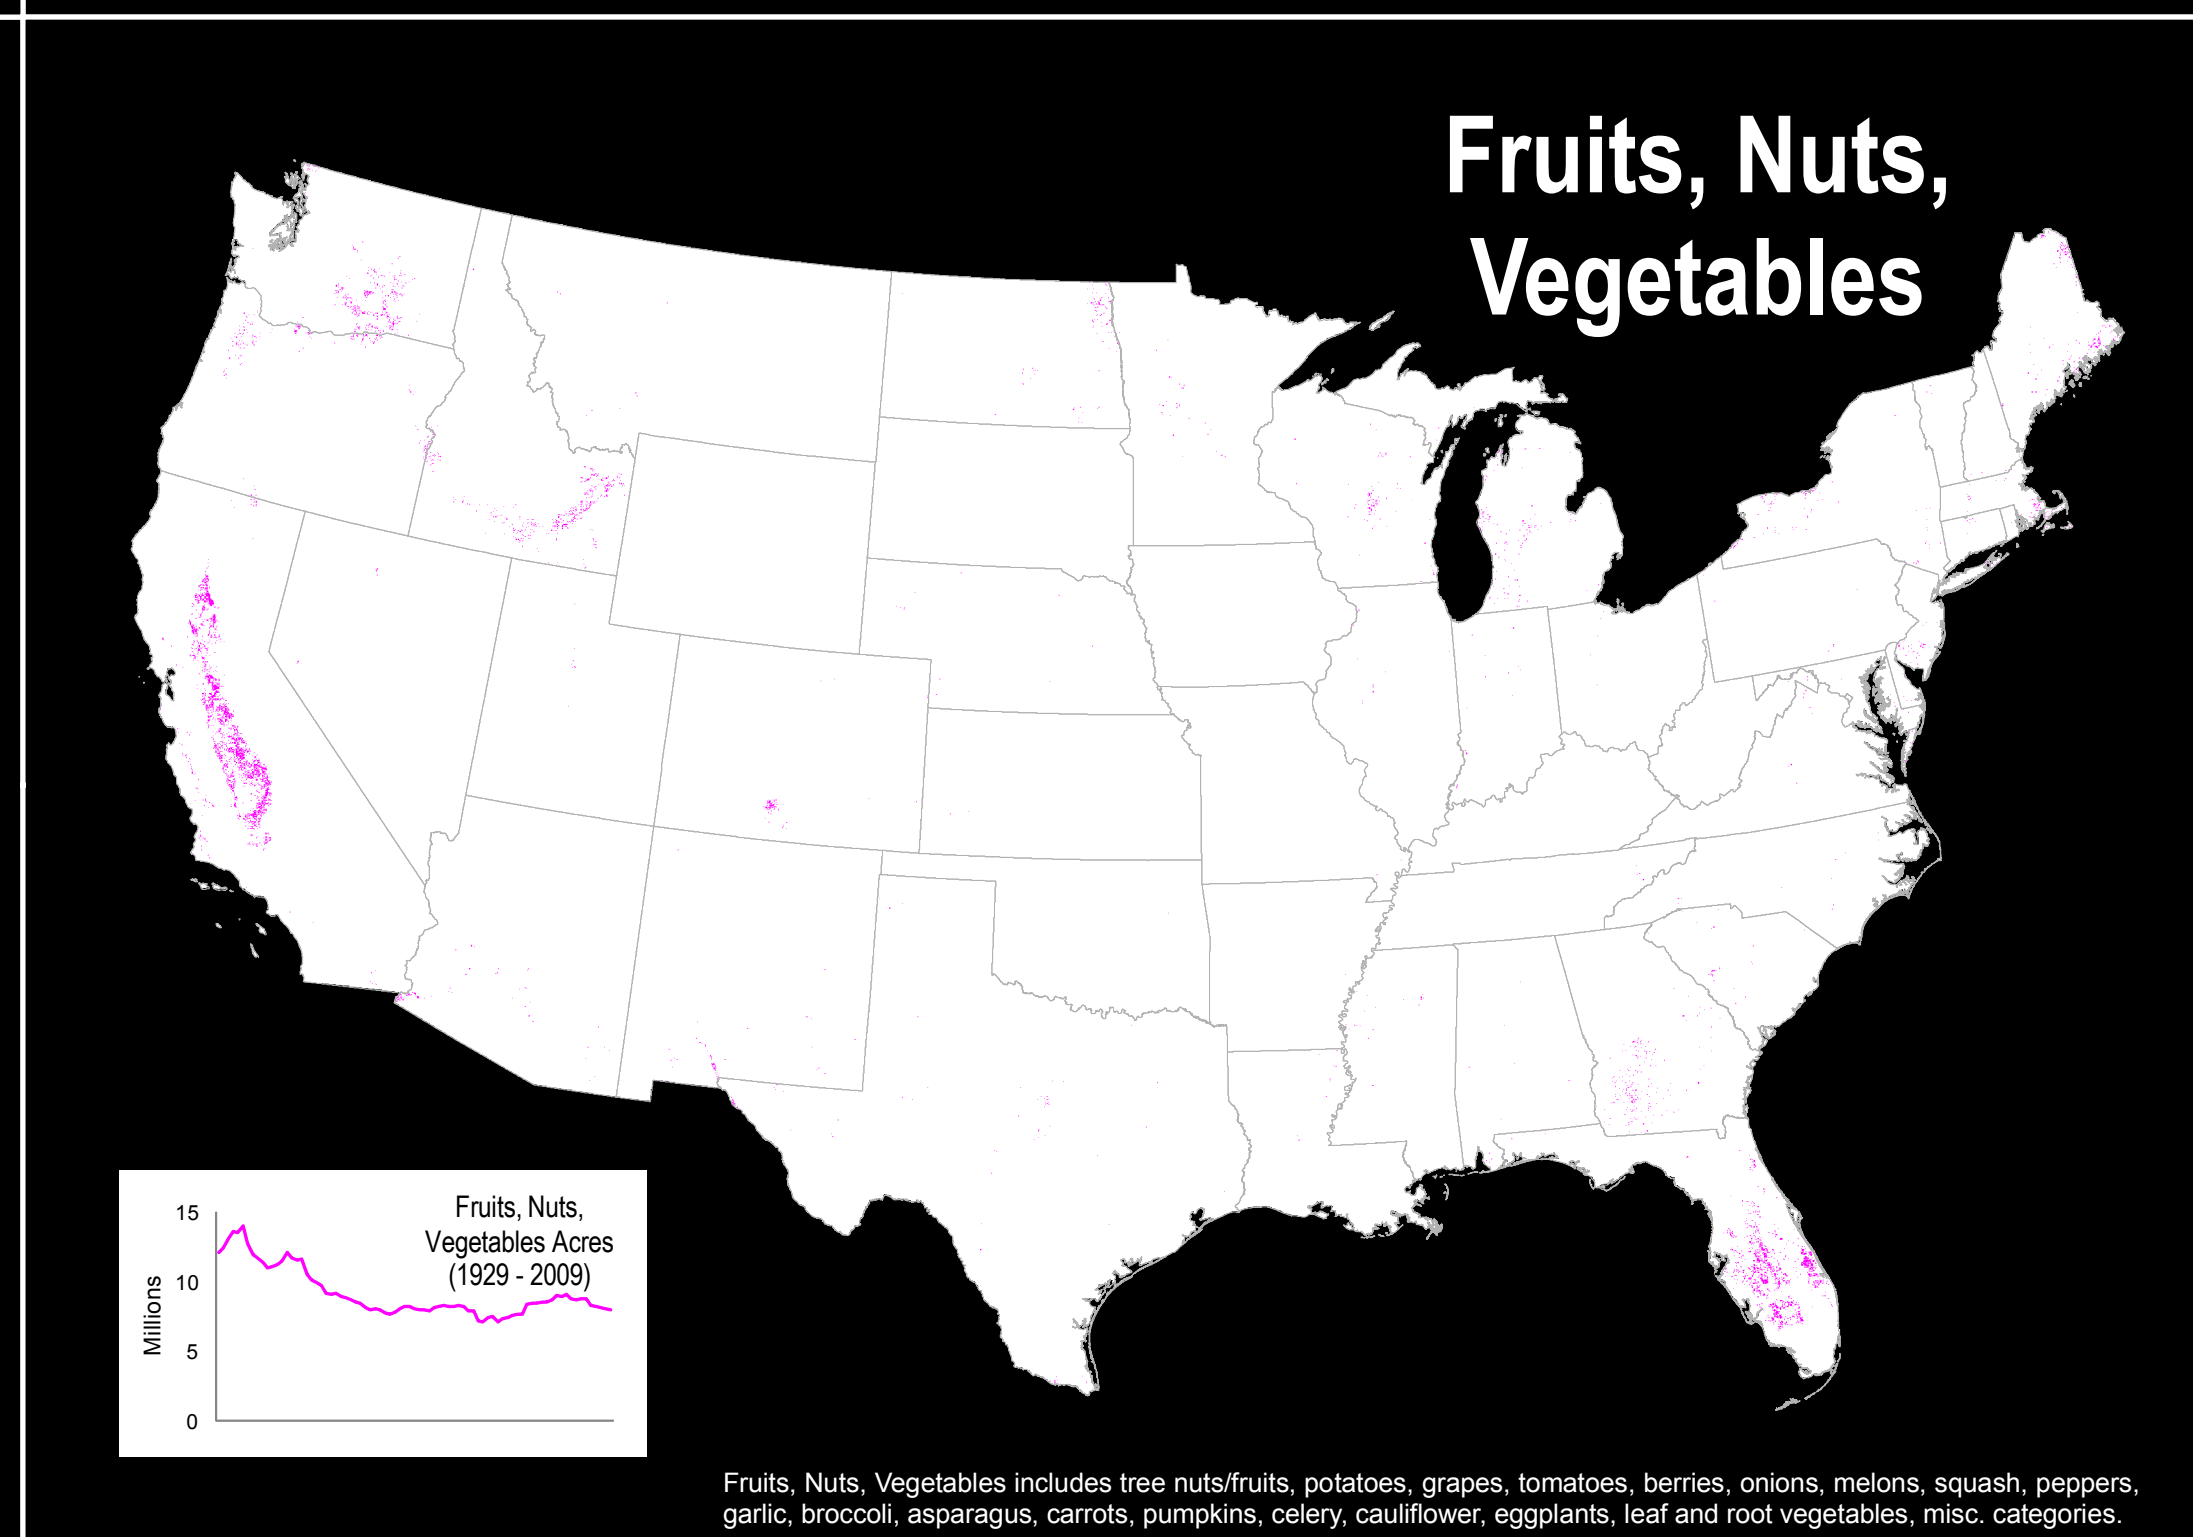 Fruits, Nuts,
Vegetables
Fruits, Nuts,
Vegetables Acres
(1929 - 2009)
15
10
5
0
Millions
Fruits, Nuts, Vegetables includes tree nuts/fruits, potatoes, grapes, tomatoes, berries, onions, melons, squash, peppers,
garlic, broccoli, asparagus, carrots, pumpkins, celery, cauliflower, eggplants, leaf and root vegetables, misc. categories.